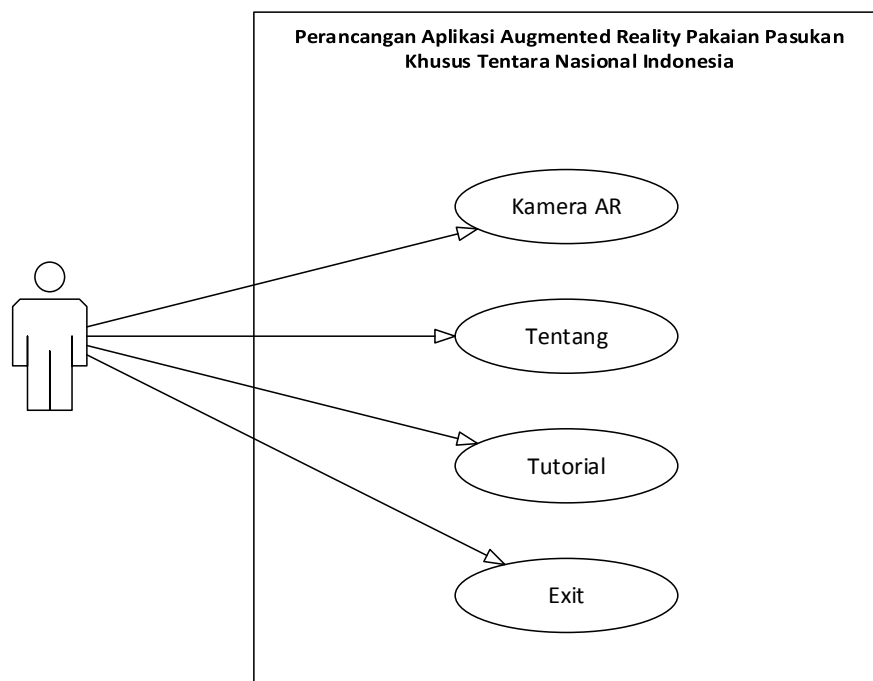 Perancangan Aplikasi Augmented Reality Pakaian Pasukan
Khusus Tentara Nasional Indonesia
Kamera AR
Tentang
Tutorial
Exit